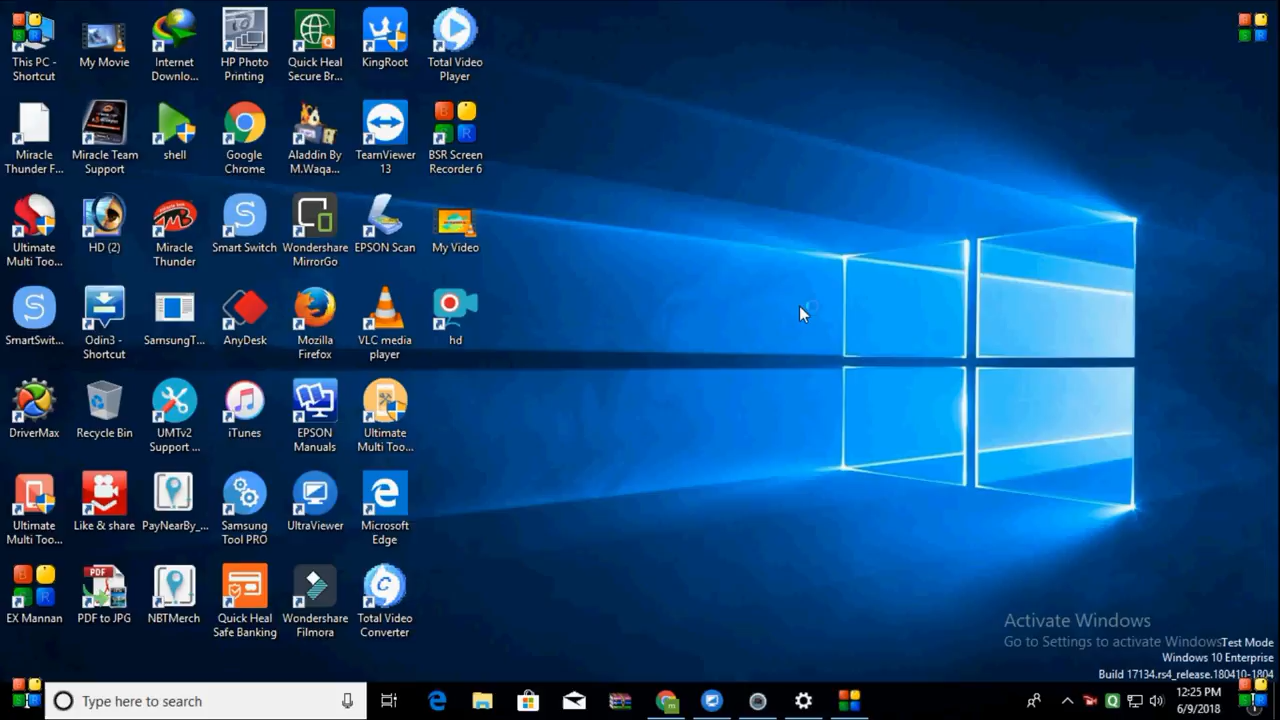 This PC -
Shortcut
My Movie
Internet
Downlo...
HP Photo
Printing
Quick Heal
Secure Br...
KingRoot
Total Video
Player
Miracle
Thunder F...
Miracle Team
Support
shell
Google
Chrome
Aladdin By
M.Waqa...
TeamViewer
13
BSR Screen
Recorder 6
Ultimate
Multi Too...
HD (2)
Miracle
Thunder
Smart Switch
Wondershare
MirrorGo
EPSON Scan
My Video
SmartSwit...
Odin3 -
Shortcut
SamsungT...
AnyDesk
Mozilla
Firefox
VLC media
player
hd
DriverMax
Recycle Bin
UMTv2
Support ...
iTunes
EPSON
Manuals
Ultimate
Multi Too...
Ultimate
Multi Too...
Like & share
PayNearBy_...
Samsung
Tool PRO
UltraViewer
Microsoft
Edge
EX Mannan
PDF to JPG
NBTMerch
Quick Heal
Safe Banking
Wondershare
Filmora
Total Video
Converter
Activate Windows
Go to Settings to activate Windows.
Test Mode
Windows 10 Enterprise
Build 17134.rs4_release.180410-1804
Type here to search
12:25 PM
6/9/2018